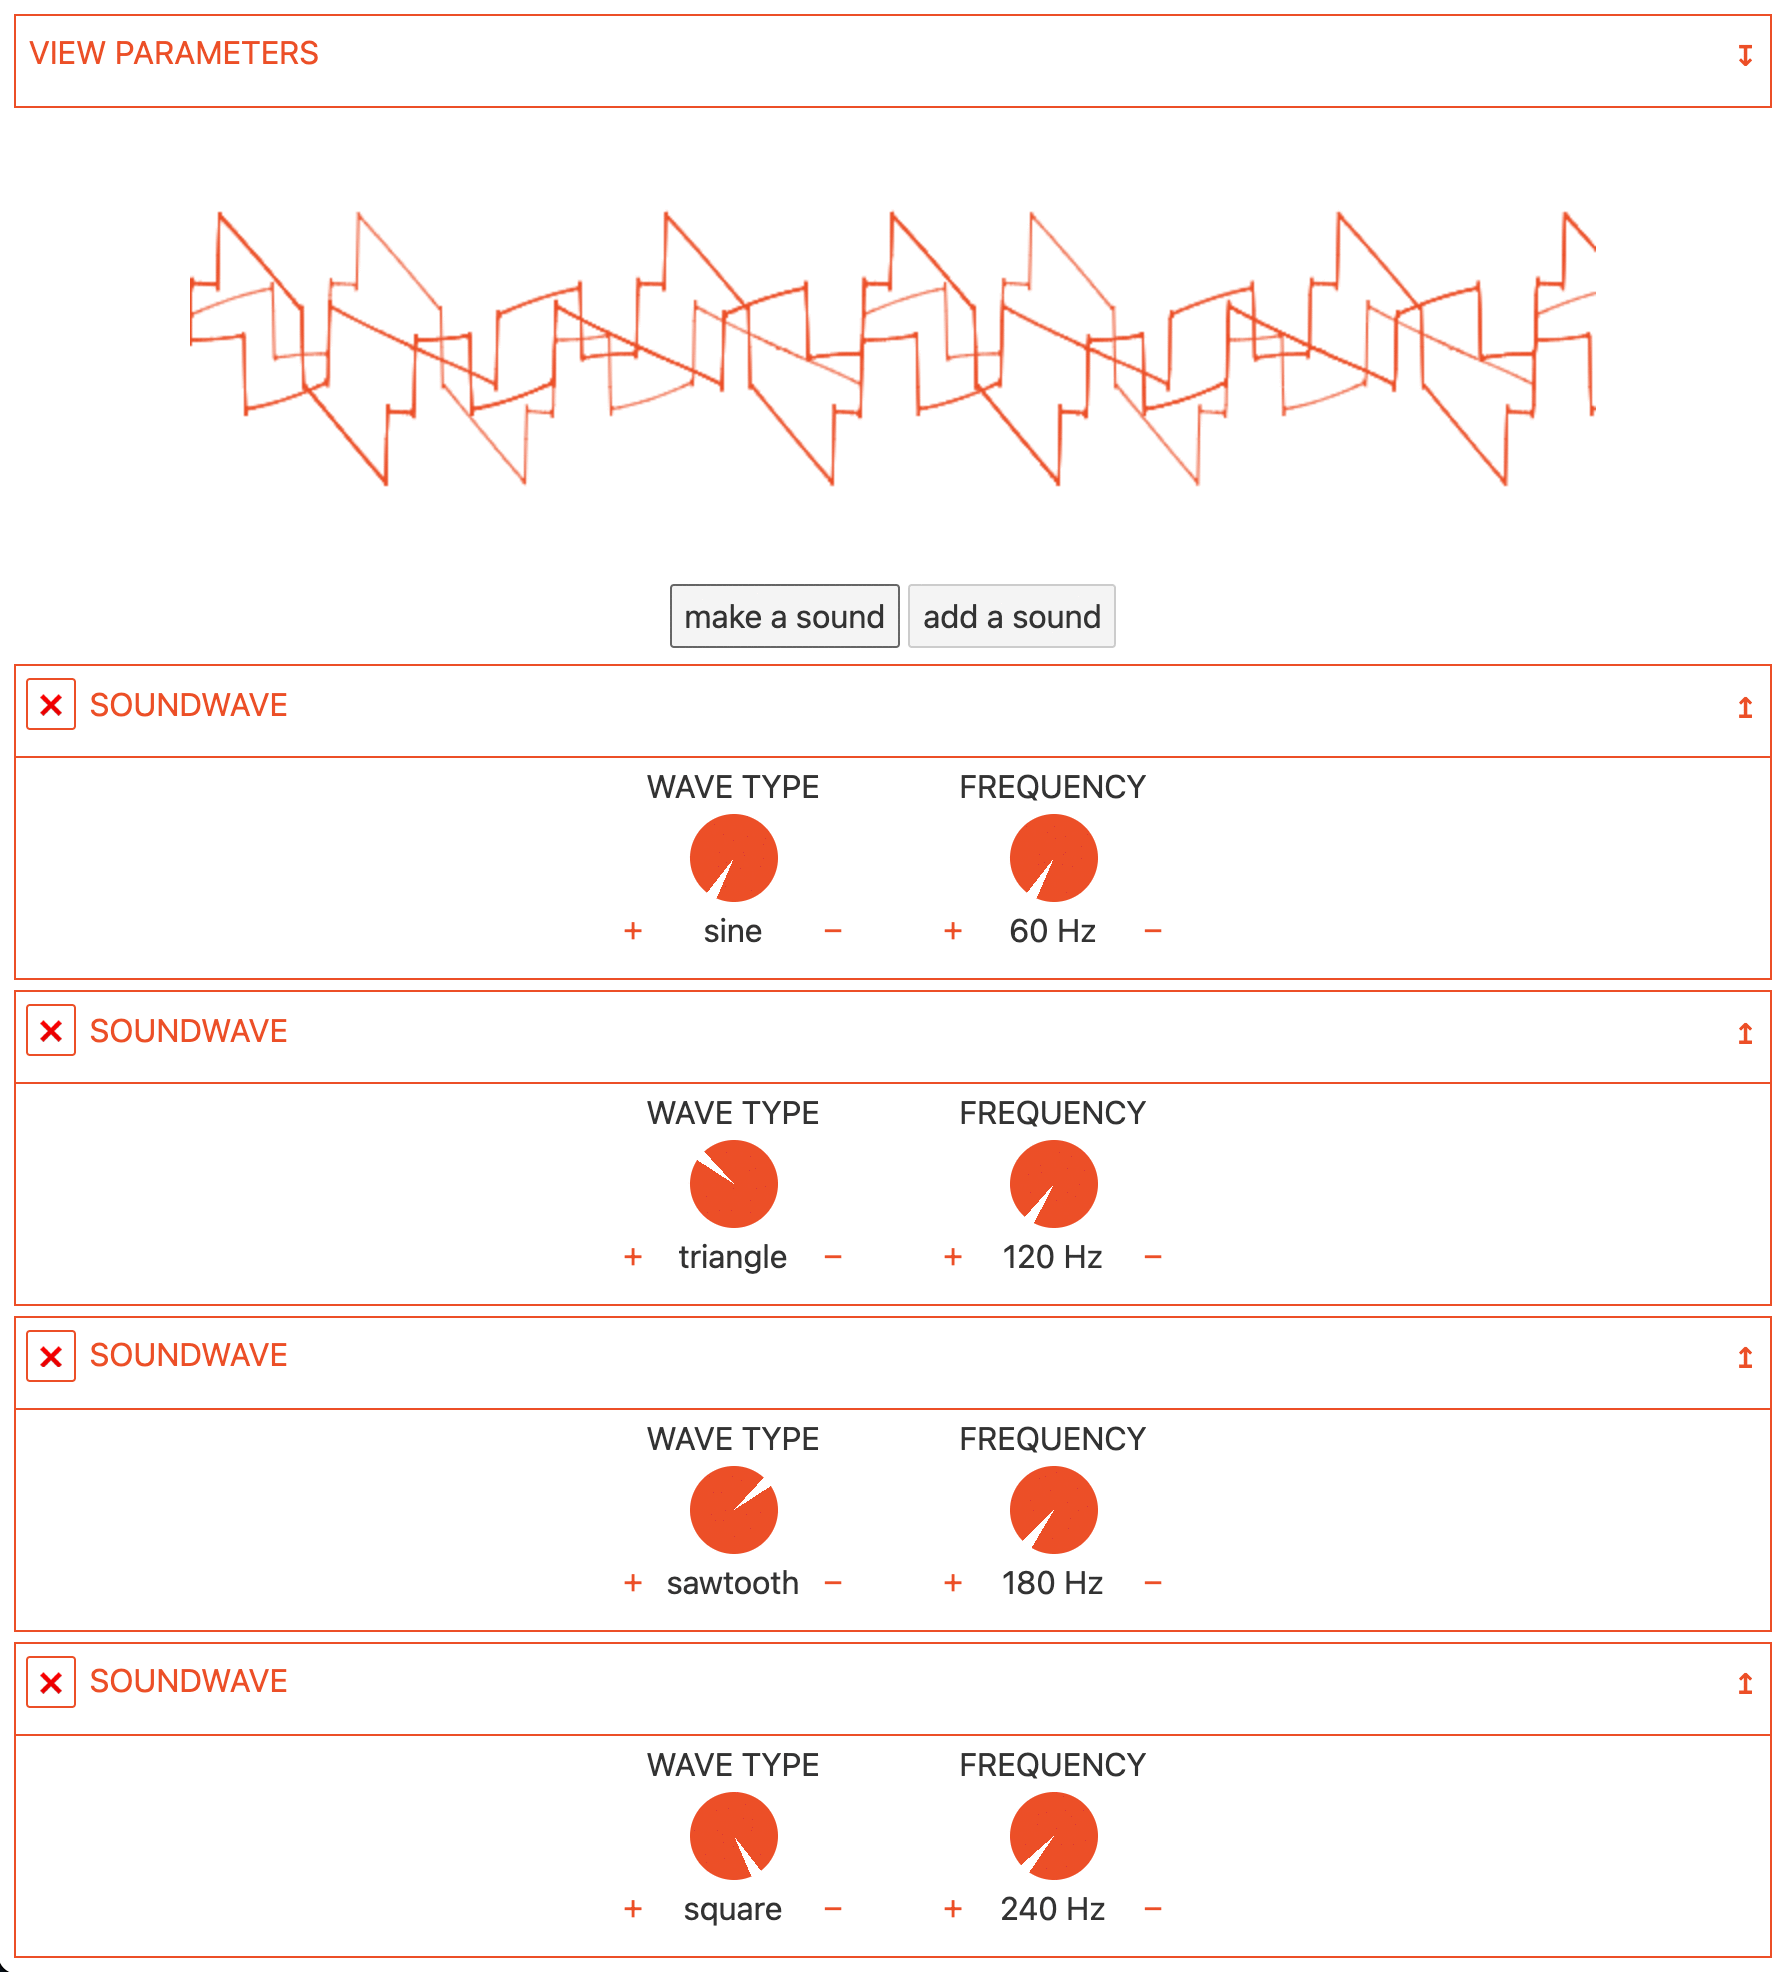 VIEW PARAMETERS ↧
make a sound add a sound
× SOUNDWAVE ↥
WAVE TYPE FREQUENCY
+ sine − + 60 Hz −
× SOUNDWAVE ↥
WAVE TYPE FREQUENCY
+ triangle − + 120 Hz −
× SOUNDWAVE ↥
WAVE TYPE FREQUENCY
+ sawtooth − + 180 Hz −
× SOUNDWAVE ↥
WAVE TYPE FREQUENCY
+ square − + 240 Hz −